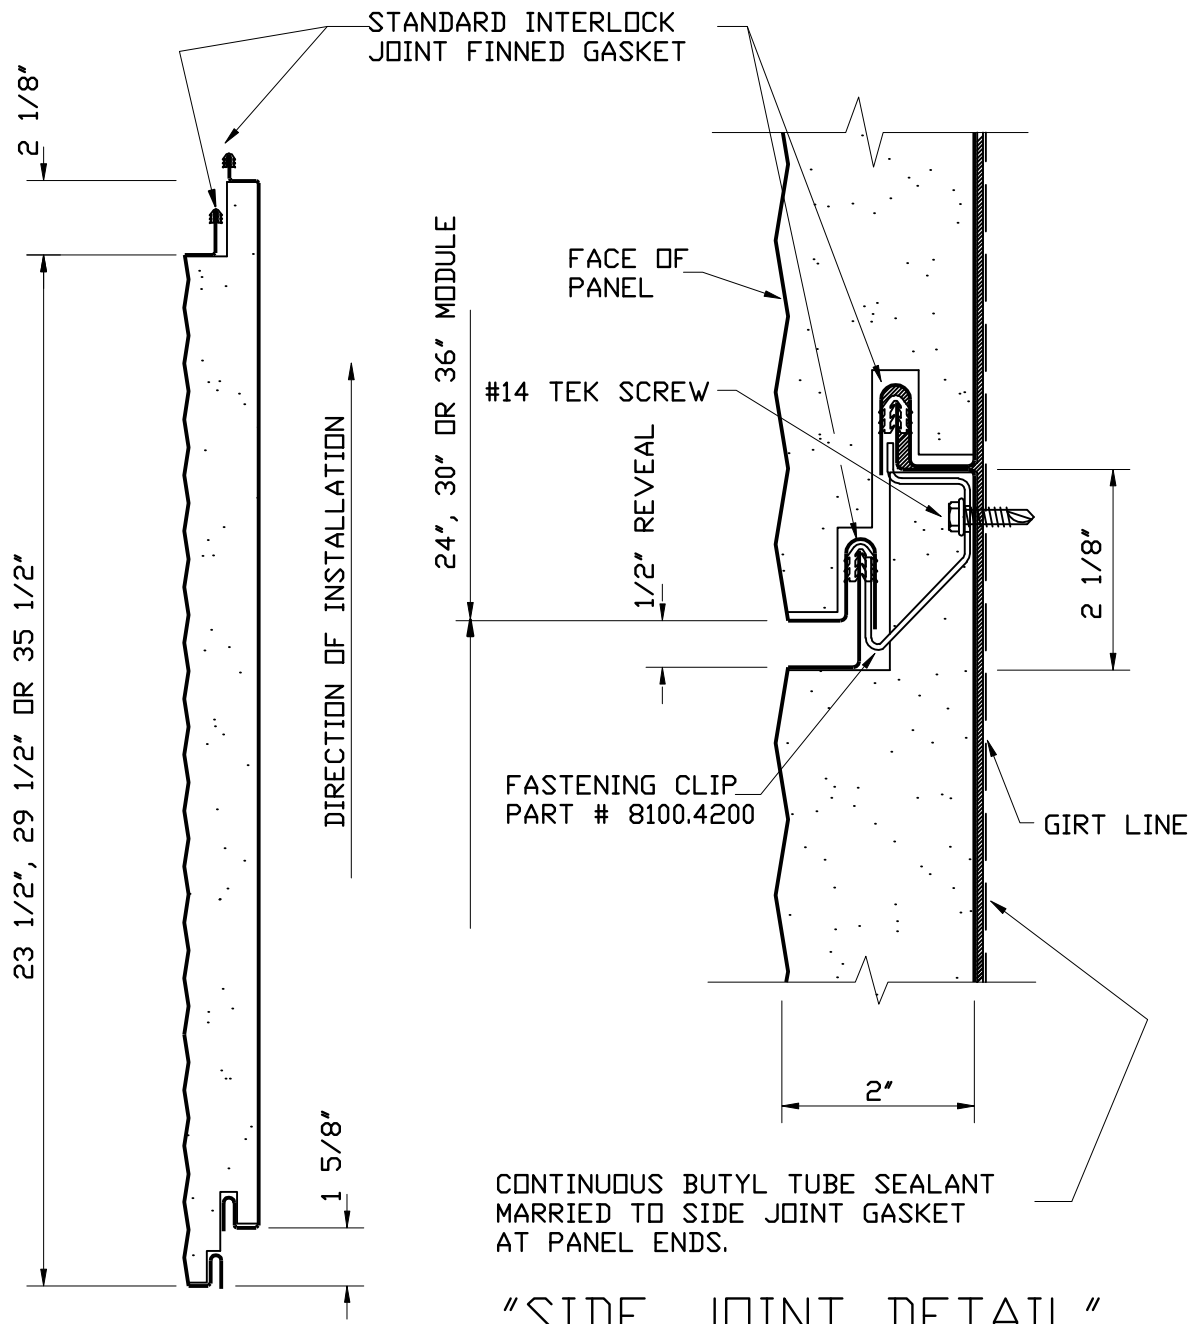 STANDARD INTERLOCK
JOINT FINNED GASKET
2 1/8"
FACE OF
PANEL
24", 30" OR 36" MODULE
#14 TEK SCREW
1/2" REVEAL
DIRECTION OF INSTALLATION
23 1/2", 29 1/2" OR 35 1/2"
2 1/8"
FASTENING CLIP
PART # 8100.4200
GIRT LINE
2"
1 5/8"
CONTINUOUS BUTYL TUBE SEALANT
MARRIED TO SIDE JOINT GASKET
AT PANEL ENDS.
"SIDE JOINT DETAIL"